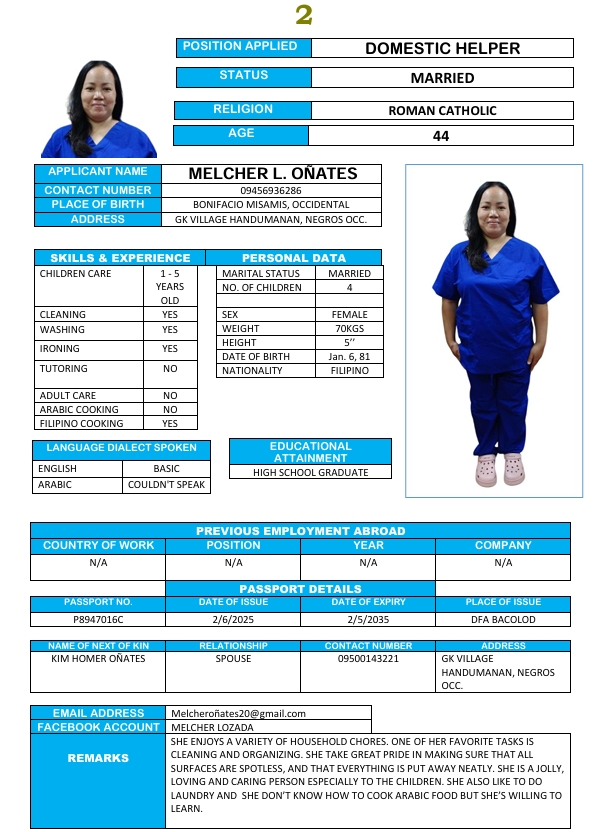 2
POSITION APPLIED DOMESTIC HELPER
STATUS MARRIED
RELIGION ROMAN CATHOLIC
AGE 44
APPLICANT NAME MELCHER L. OÑATES
CONTACT NUMBER 09456936286
PLACE OF BIRTH BONIFACIO MISAMIS, OCCIDENTAL
ADDRESS GK VILLAGE HANDUMANAN, NEGROS OCC.
SKILLS & EXPERIENCE
CHILDREN CARE 1 - 5
YEARS
OLD
CLEANING YES
WASHING YES
IRONING YES
TUTORING NO
ADULT CARE NO
ARABIC COOKING NO
FILIPINO COOKING YES
PERSONAL DATA
MARITAL STATUS MARRIED
NO. OF CHILDREN 4
SEX FEMALE
WEIGHT 70KGS
HEIGHT 5’’
DATE OF BIRTH Jan. 6, 81
NATIONALITY FILIPINO
LANGUAGE DIALECT SPOKEN
ENGLISH BASIC
ARABIC COULDN'T SPEAK
EDUCATIONAL
ATTAINMENT
HIGH SCHOOL GRADUATE
PREVIOUS EMPLOYMENT ABROAD
COUNTRY OF WORK POSITION YEAR COMPANY
N/A N/A N/A N/A
PASSPORT DETAILS
PASSPORT NO. DATE OF ISSUE DATE OF EXPIRY PLACE OF ISSUE
P8947016C 2/6/2025 2/5/2035 DFA BACOLOD
NAME OF NEXT OF KIN RELATIONSHIP CONTACT NUMBER ADDRESS
KIM HOMER OÑATES SPOUSE 09500143221 GK VILLAGE
HANDUMANAN, NEGROS
OCC.
EMAIL ADDRESS Melcheroñates20@gmail.com
FACEBOOK ACCOUNT MELCHER LOZADA
REMARKS
SHE ENJOYS A VARIETY OF HOUSEHOLD CHORES. ONE OF HER FAVORITE TASKS IS
CLEANING AND ORGANIZING. SHE TAKE GREAT PRIDE IN MAKING SURE THAT ALL
SURFACES ARE SPOTLESS, AND THAT EVERYTHING IS PUT AWAY NEATLY. SHE IS A JOLLY,
LOVING AND CARING PERSON ESPECIALLY TO THE CHILDREN. SHE ALSO LIKE TO DO
LAUNDRY AND SHE DON’T KNOW HOW TO COOK ARABIC FOOD BUT SHE’S WILLING TO
LEARN.